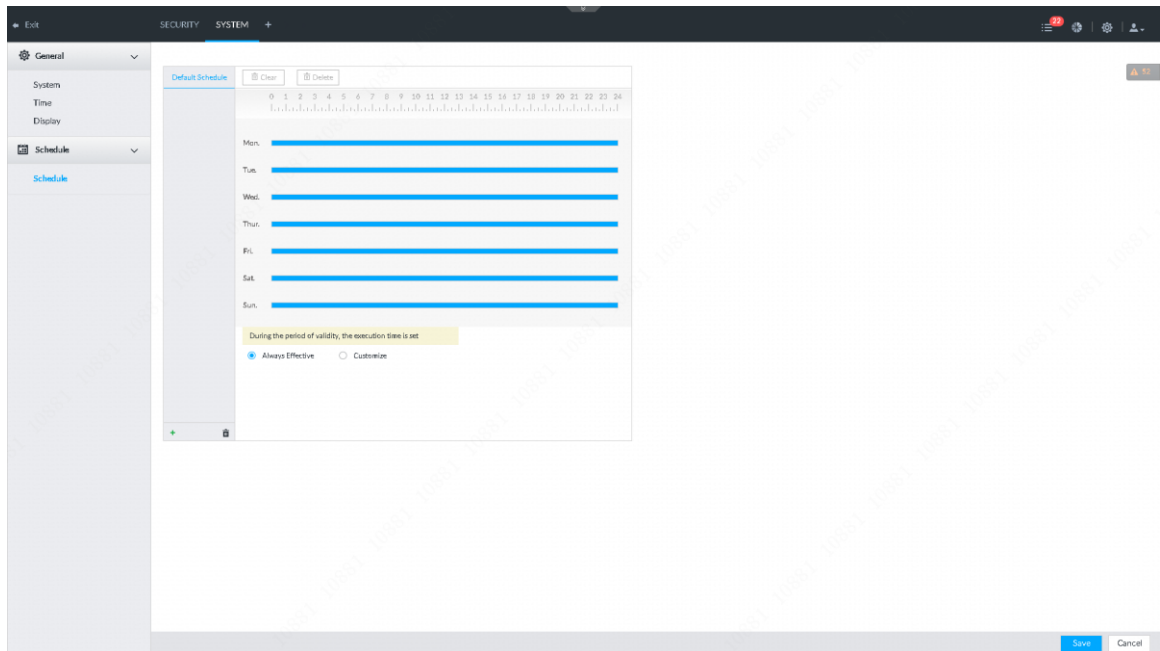 Exit
SECURITY SYSTEM +
22
General
System
Time
Display
Schedule
Schedule
Default Schedule
Clear Delete
0 1 2 3 4 5 6 7 8 9 10 11 12 13 14 15 16 17 18 19 20 21 22 23 24
Mon.
Tue.
Wed.
Thur.
Fri.
Sat.
Sun.
During the period of validity, the execution time is set
Always Effective Customize
Save Cancel